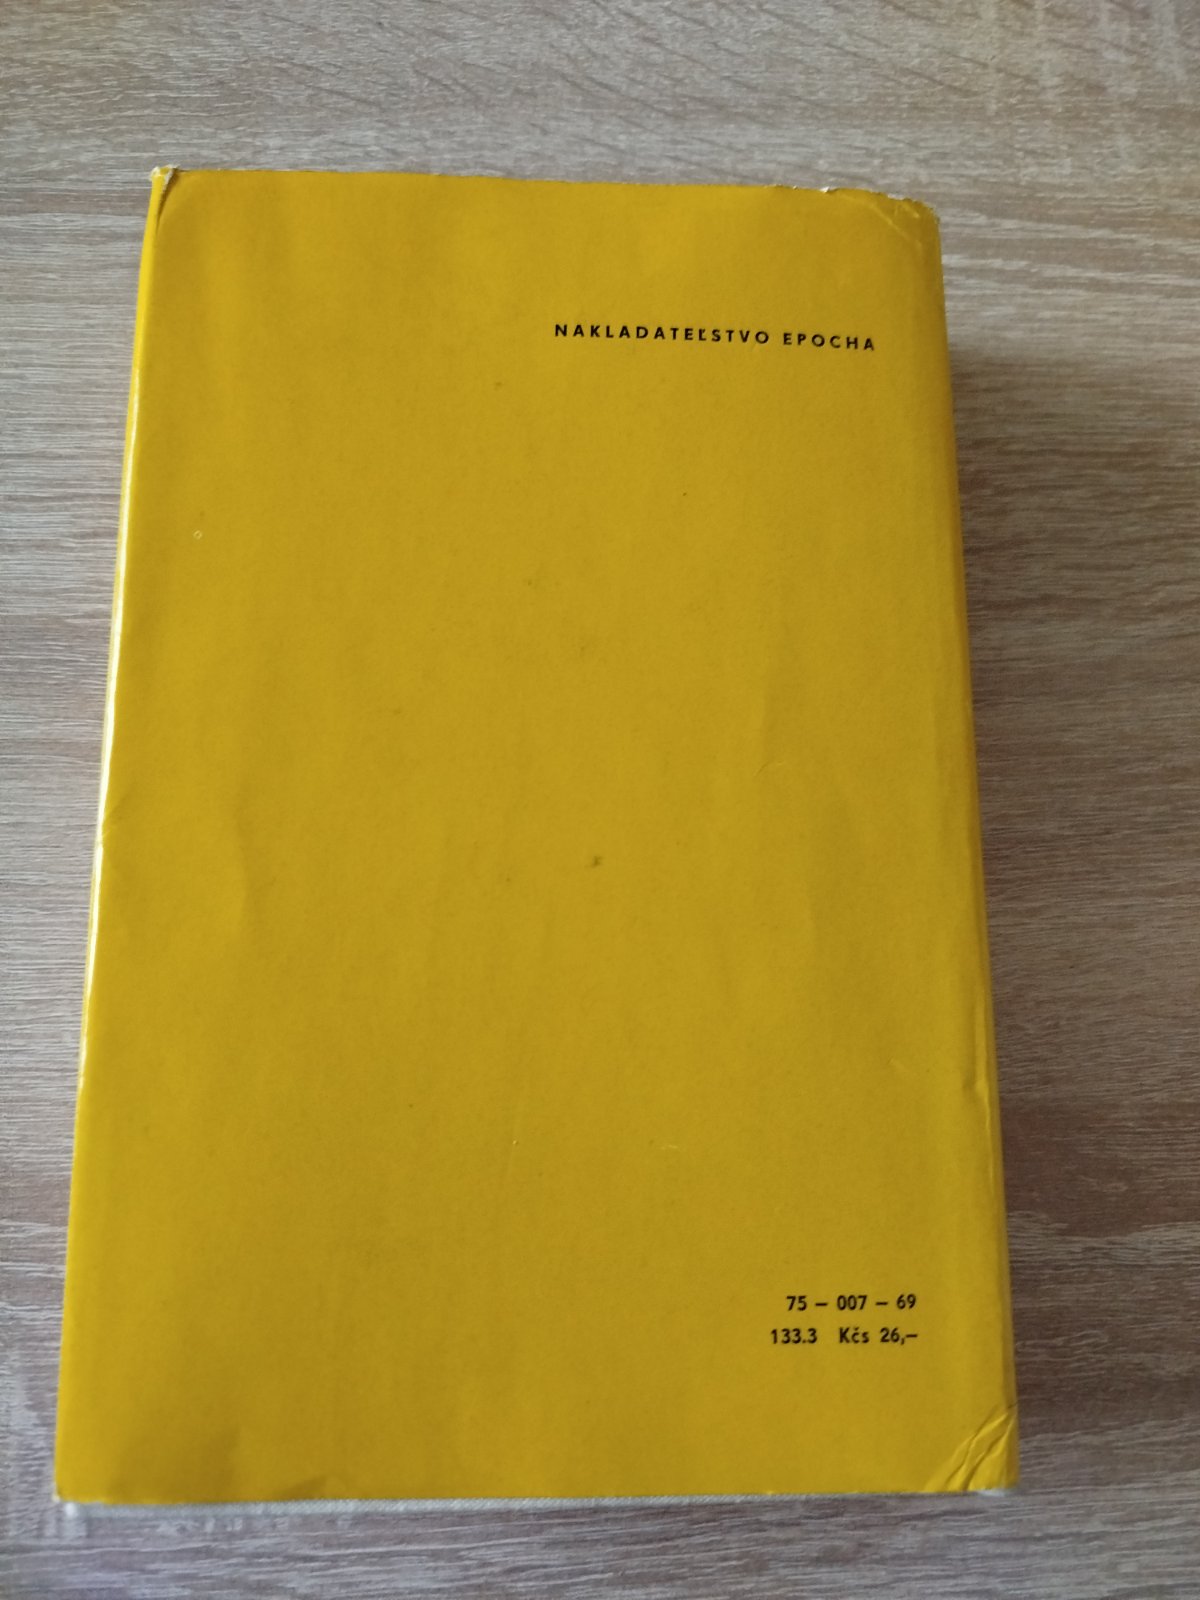 NAKLADATEĽSTVO EPOCHA
75 – 007 – 69
133.3 Kčs 26,–